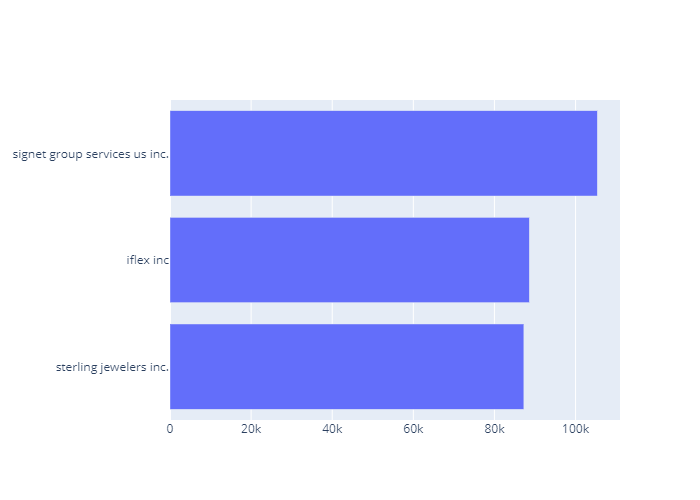 signet group services us inc.
iflex inc
sterling jewelers inc.
0 20k 40k 60k 80k 100k